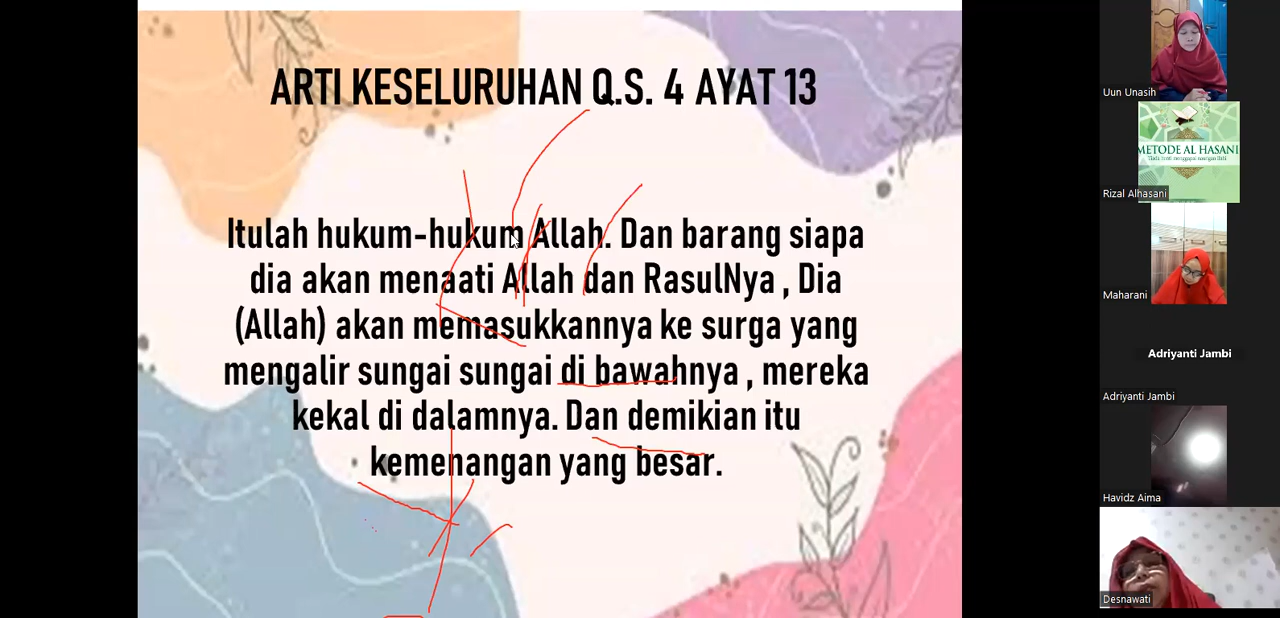 ARTI KESELURUHAN Q.S. 4 AYAT 13
Itulah hukum-hukum Allah. Dan barang siapa
dia akan menaati Allah dan RasulNya , Dia
(Allah) akan memasukkannya ke surga yang
mengalir sungai sungai di bawahnya , mereka
kekal di dalamnya. Dan demikian itu
kemenangan yang besar.
Uun Unasih
METODE AL HASANI
Rizal Alhasani
Maharani
Adriyanti Jambi
Adriyanti Jambi
Havidz Aima
Desnawati